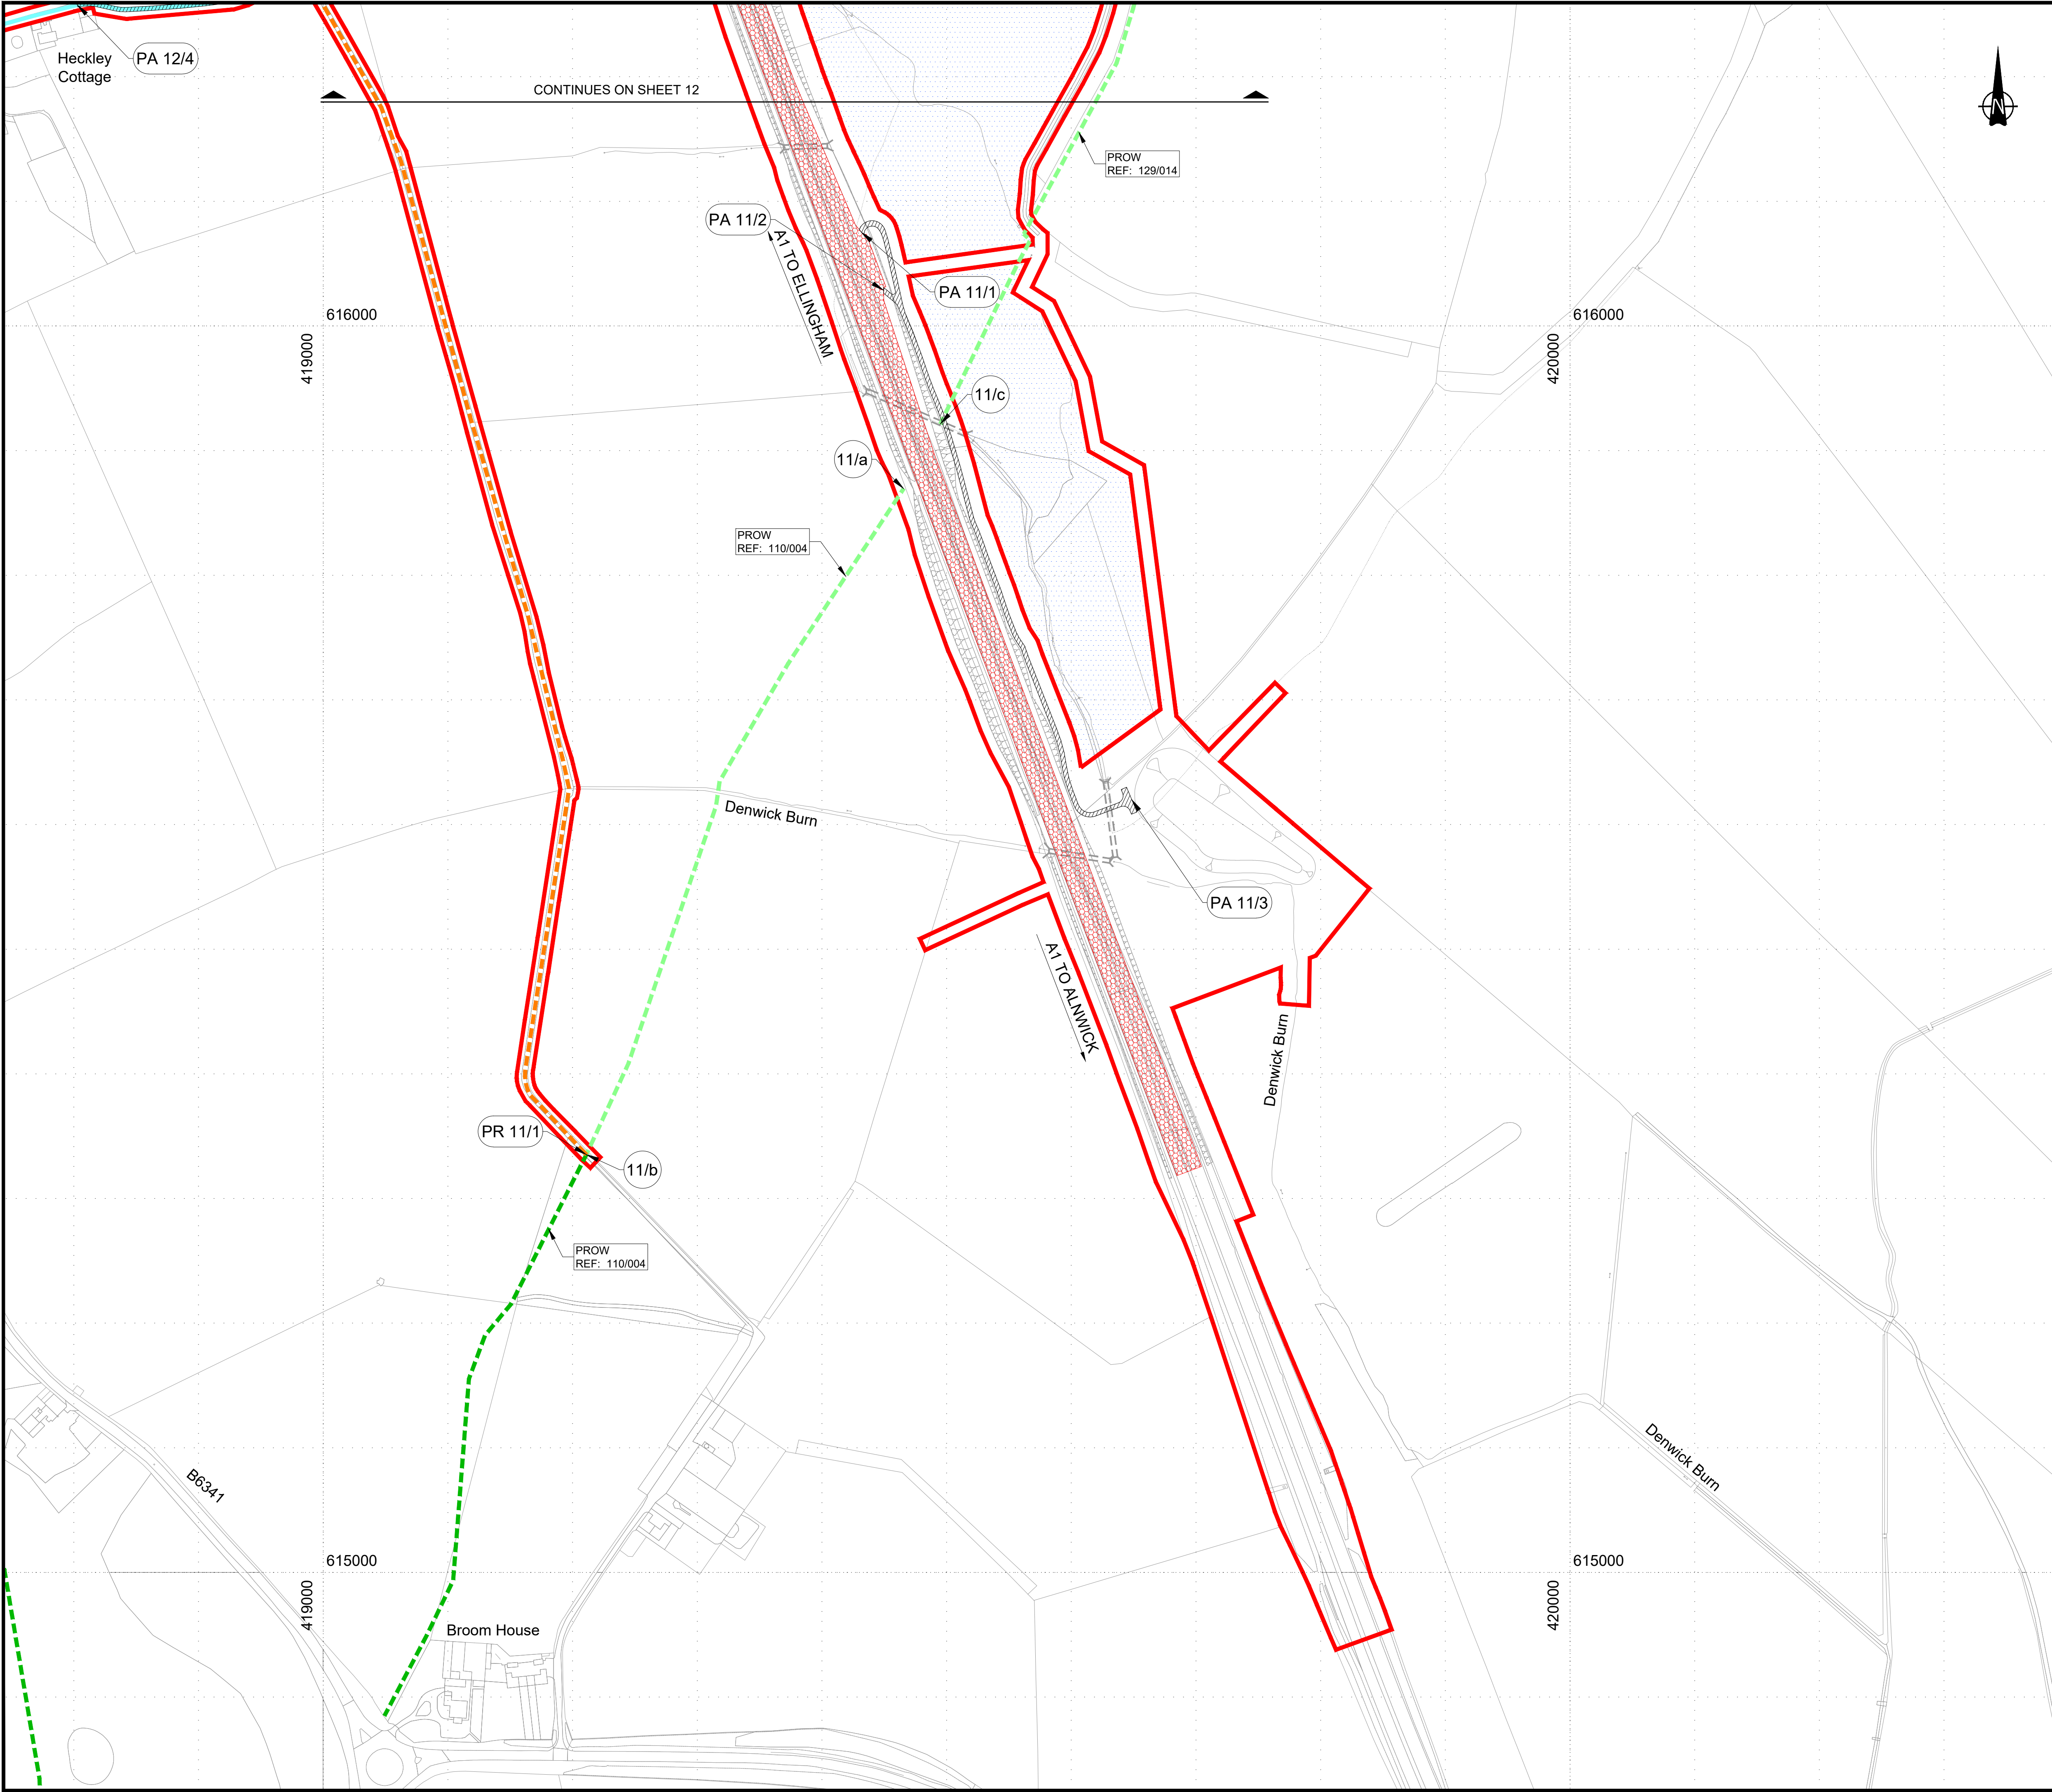 Heckley
Cottage
PA 12/4
CONTINUES ON SHEET 12
N
PROW
REF: 129/014
PA 11/2
A1 TO ELLINGHAM
PA 11/1
616000
616000
419000
420000
11/c
11/a
PROW
REF: 110/004
Denwick Burn
PA 11/3
A1 TO ALNWICK
Denwick Burn
PR 11/1
11/b
PROW
REF: 110/004
Denwick Burn
B6341
615000
615000
419000
420000
Broom House